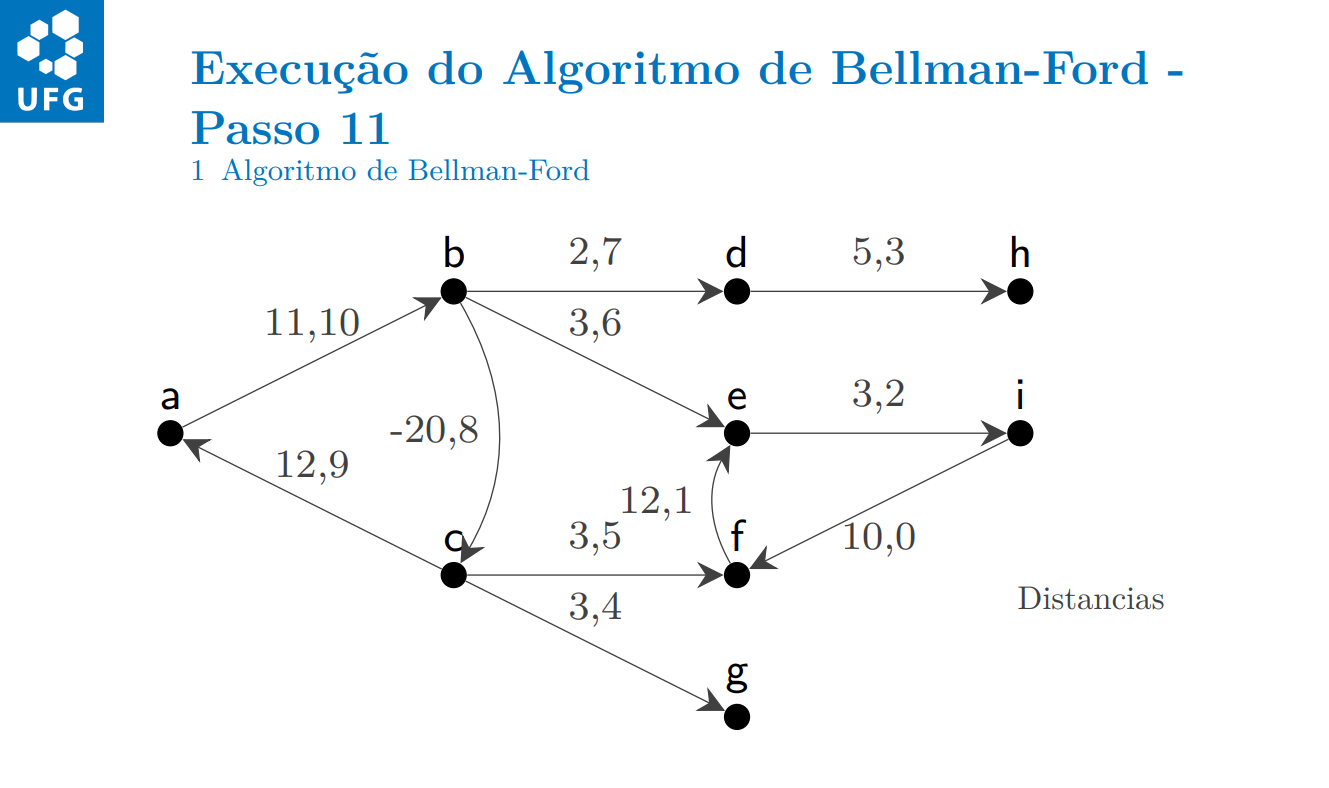 UFG
Execução do Algoritmo de Bellman-Ford -
Passo 11
1 Algoritmo de Bellman-Ford
b
2,7
d
5,3
h
11,10
3,6
a
e
3,2
i
-20,8
12,9
12,1
c
3,5
f
10,0
3,4
Distancias
g